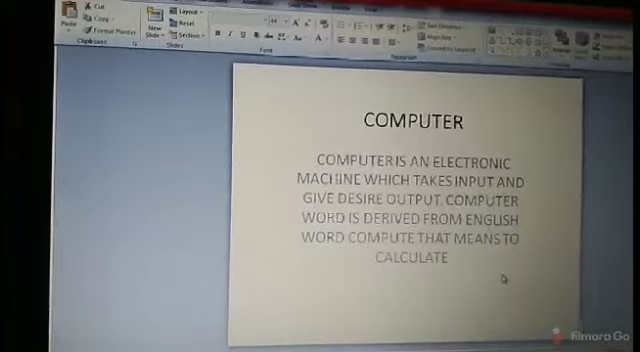 Cut
Copy
Format Painter
Paste
Clipboard
New
Slide
Layout
Reset
Section
Slides
Font
44
Paragraph
COMPUTER
COMPUTER IS AN ELECTRONIC
MACHINE WHICH TAKES INPUT AND
GIVE DESIRE OUTPUT. COMPUTER
WORD IS DERIVED FROM ENGLISH
WORD COMPUTE THAT MEANS TO
CALCULATE
filmora Go